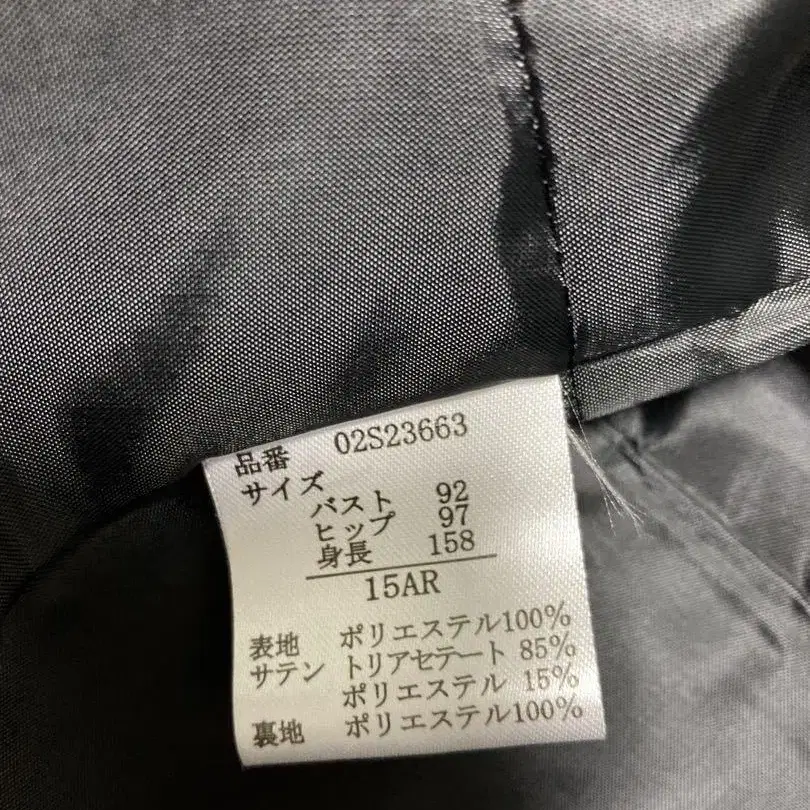 品番 02S23663
サイズ
バスト 92
ヒップ 97
身長 158
15AR
表地 ポリエステル100%
サテン トリアセテート 85%
ポリエステル 15%
裏地 ポリエステル100%